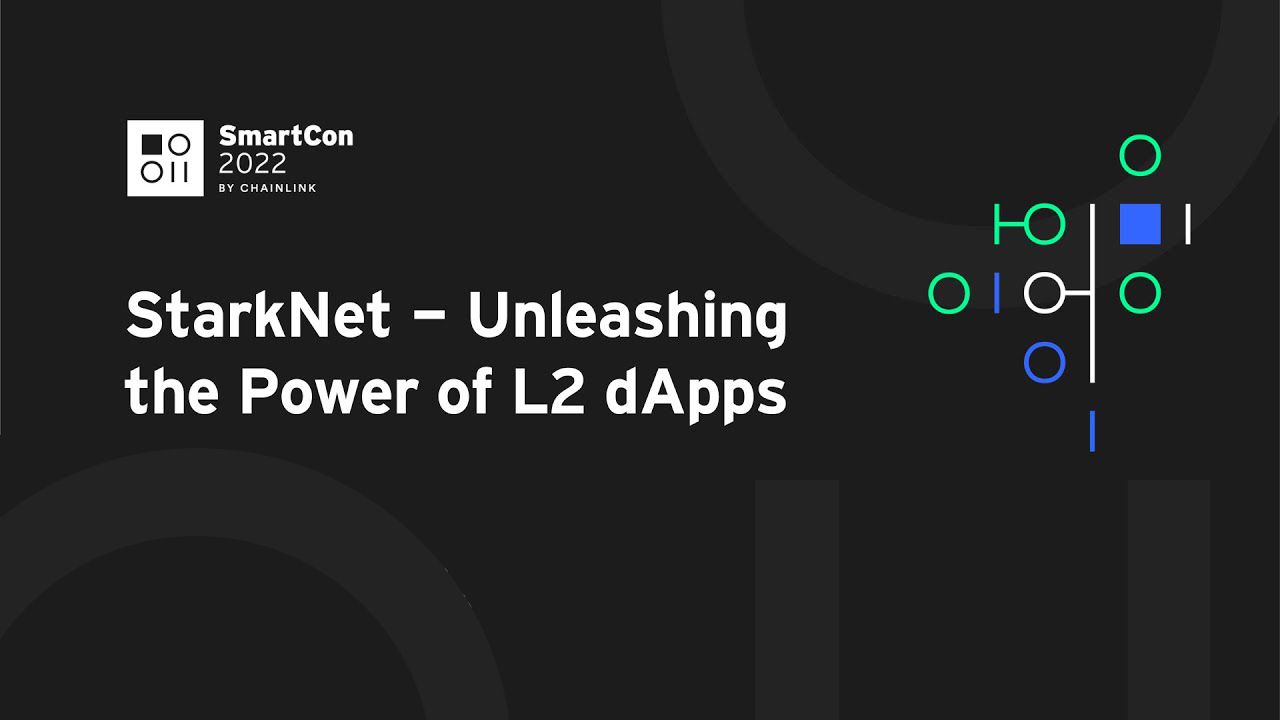 SmartCon
2022
BY CHAINLINK
StarkNet – Unleashing
the Power of L2 dApps